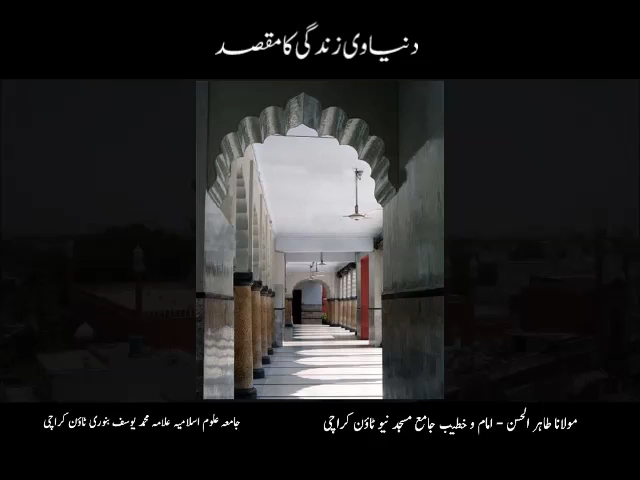 دنیاوی زندگی کا مقصد
مولانا طاہر الحسن - امام و خطیب جامع مسجد نیو ٹاؤن کراچی
جامعہ علوم اسلامیہ علامہ محمد یوسف بنوری ٹاؤن کراچی